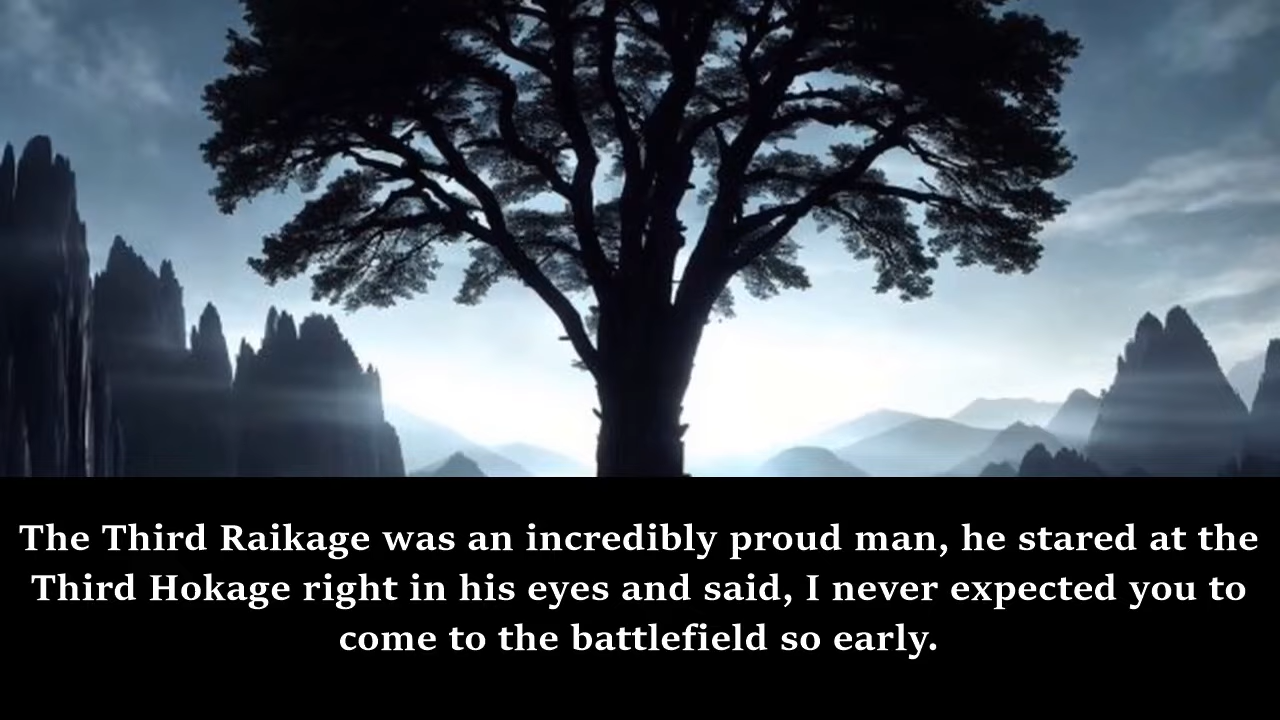 The Third Raikage was an incredibly proud man, he stared at the
Third Hokage right in his eyes and said, I never expected you to
come to the battlefield so early.